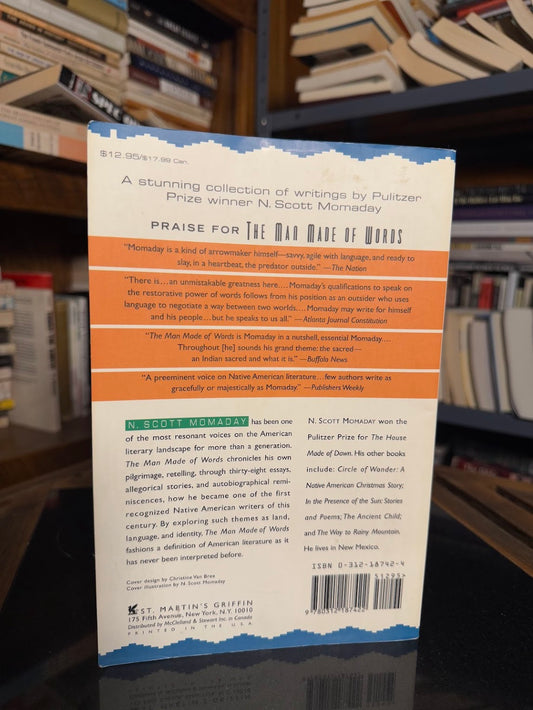 SPEC
$12.95/$17.99 Can.
A stunning collection of writings by Pulitzer
Prize winner N. Scott Momaday
PRAISE FOR THE MAN MADE OF WORDS
"Momaday is a kind of arrowmaker himself—savvy, agile with language, and ready to
slay, in a heartbeat, the predator outside." —The Nation
"There is...an unmistakable greatness here....Momaday's qualifications to speak on
the restorative power of words follows from his position as an outsider who uses
language to negotiate a way between two worlds....Momaday may write for himself
and his people...but he speaks to us all." —Atlanta Journal Constitution
"The Man Made of Words is Momaday in a nutshell, essential Momaday....
Throughout [he] sounds his grand theme: the sacred—
an Indian sacred and what it is." —Buffalo News
"A preeminent voice on Native American literature...few authors write as
gracefully or majestically as Momaday." —Publishers Weekly
N. SCOTT MOMADAY has been one
of the most resonant voices on the American
literary landscape for more than a generation.
The Man Made of Words chronicles his own
pilgrimage, retelling, through thirty-eight essays,
allegorical stories, and autobiographical remi-
niscences, how he became one of the first
recognized Native American writers of this
century. By exploring such themes as land,
language, and identity, The Man Made of Words
fashions a definition of American literature as it
has never been interpreted before.
Cover design by Christine Van Bree
Cover illustration by N. Scott Momaday
ST. MARTIN'S GRIFFIN
175 Fifth Avenue, New York, N.Y. 10010
Distributed by McClelland & Stewart Inc. in Canada
PRINTED IN THE USA
N. SCOTT MOMADAY won the
Pulitzer Prize for The House
Made of Dawn. His other books
include: Circle of Wonder: A
Native American Christmas Story;
In the Presence of the Sun: Stories
and Poems; The Ancient Child;
and The Way to Rainy Mountain.
He lives in New Mexico.
ISBN 0-312-18742-4
51295>
9 780312 187422